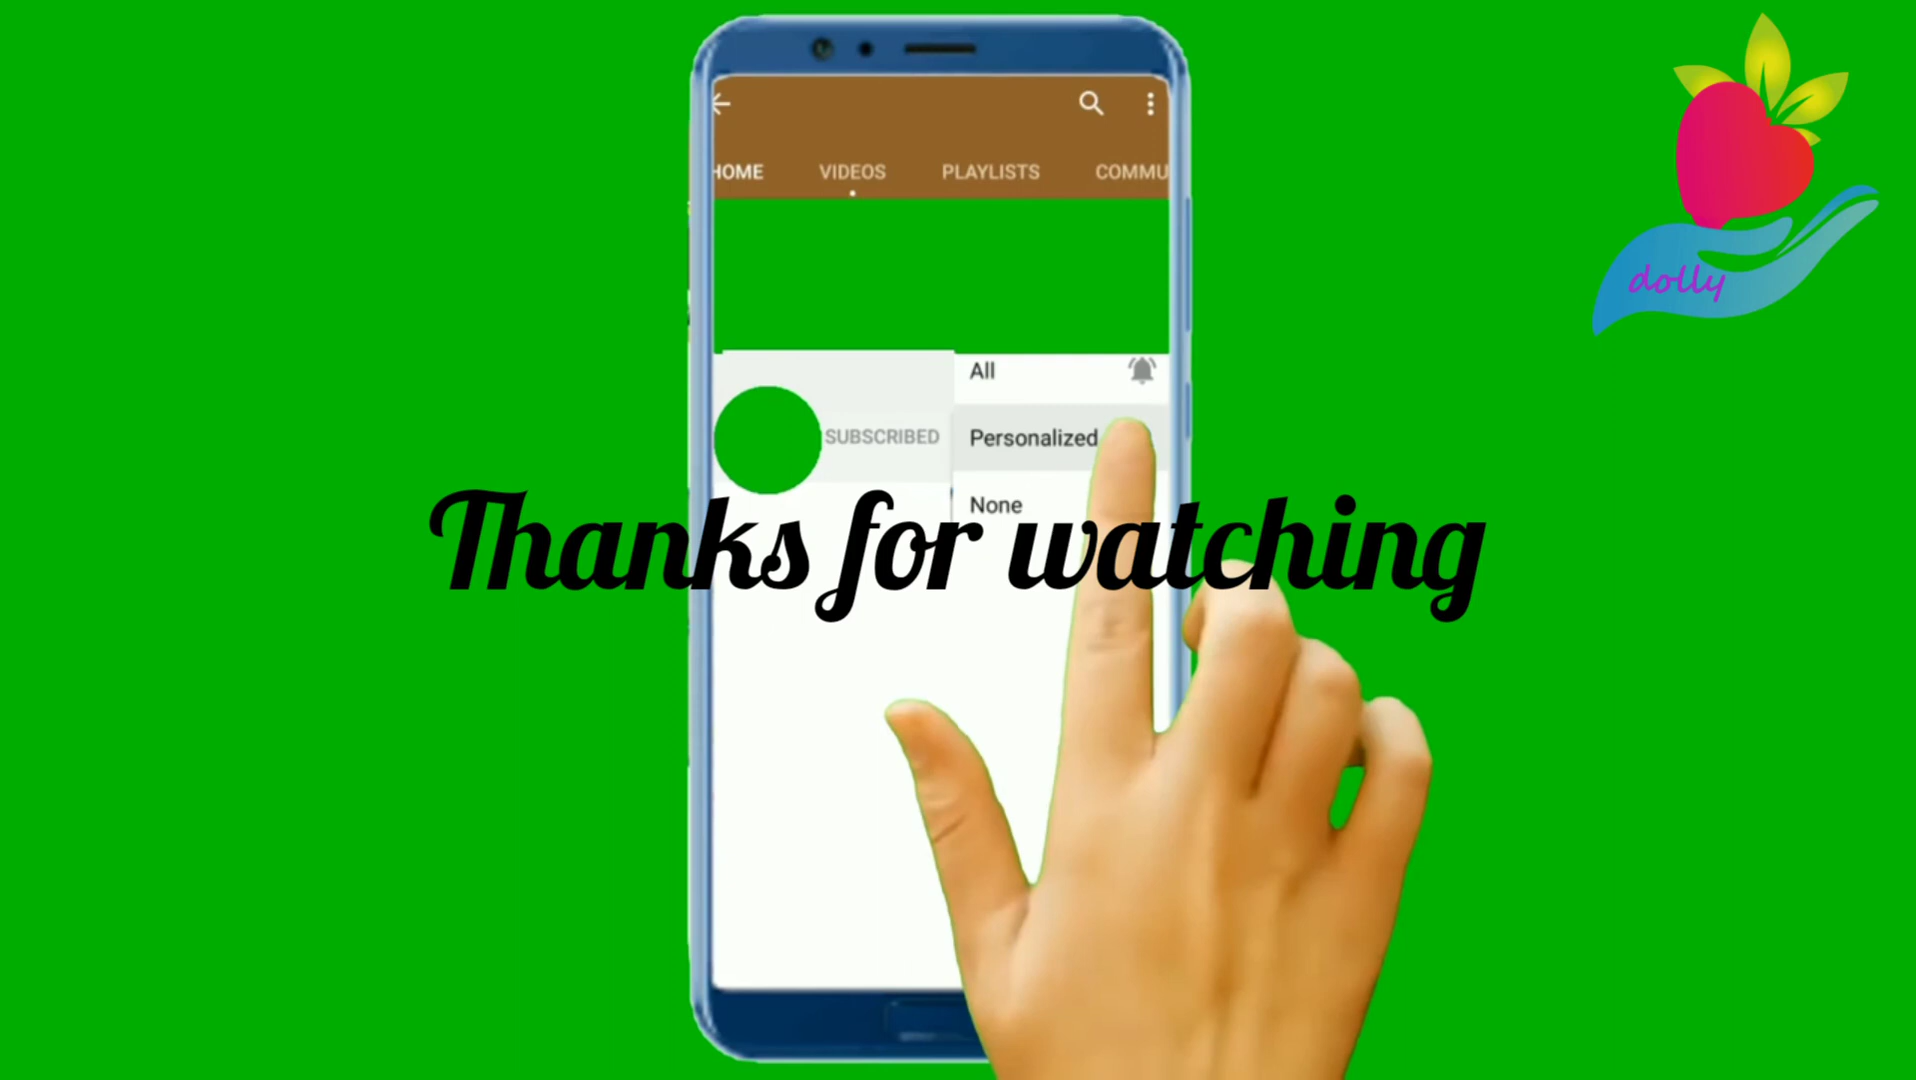 HOME VIDEOS PLAYLISTS COMMU
dolly
All
SUBSCRIBED
Personalized
None
Thanks for watching